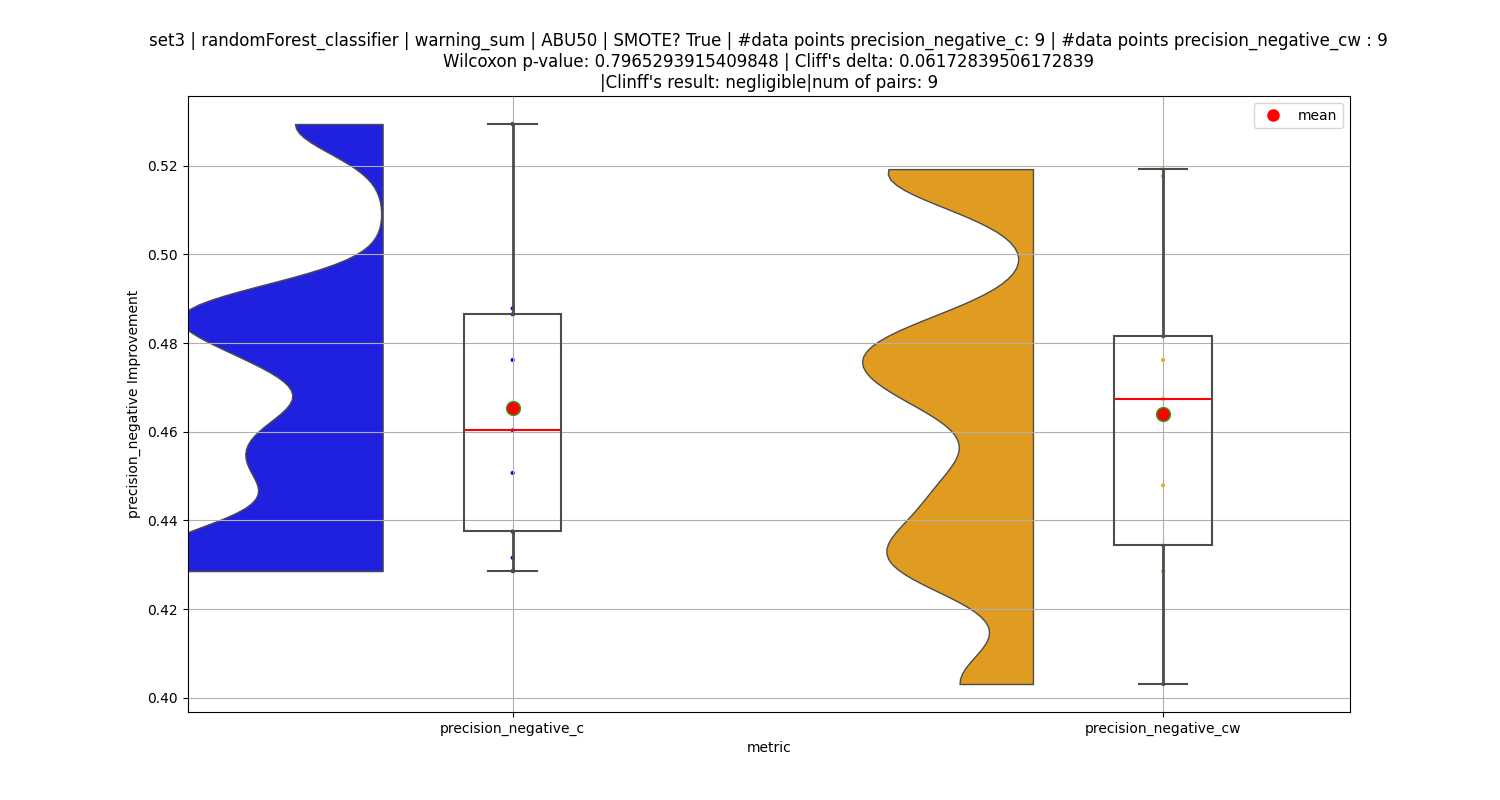 set3 | randomForest_classifier | warning_sum | ABU50 | SMOTE? True | #data points precision_negative_c: 9 | #data points precision_negative_cw : 9
Wilcoxon p-value: 0.7965293915409848 | Cliff's delta: 0.06172839506172839
|Clinff's result: negligible|num of pairs: 9
mean
precision_negative Improvement
0.52
0.50
0.48
0.46
0.44
0.42
0.40
precision_negative_c
precision_negative_cw
metric